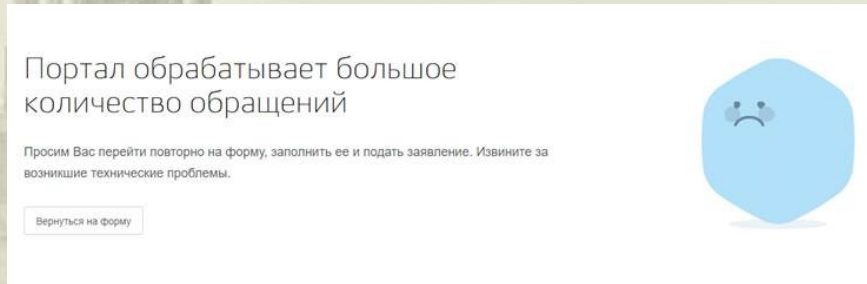 Портал обрабатывает большое
количество обращений
Просим Вас перейти повторно на форму, заполнить ее и подать заявление. Извините за
возникшие технические проблемы.
Вернуться на форму